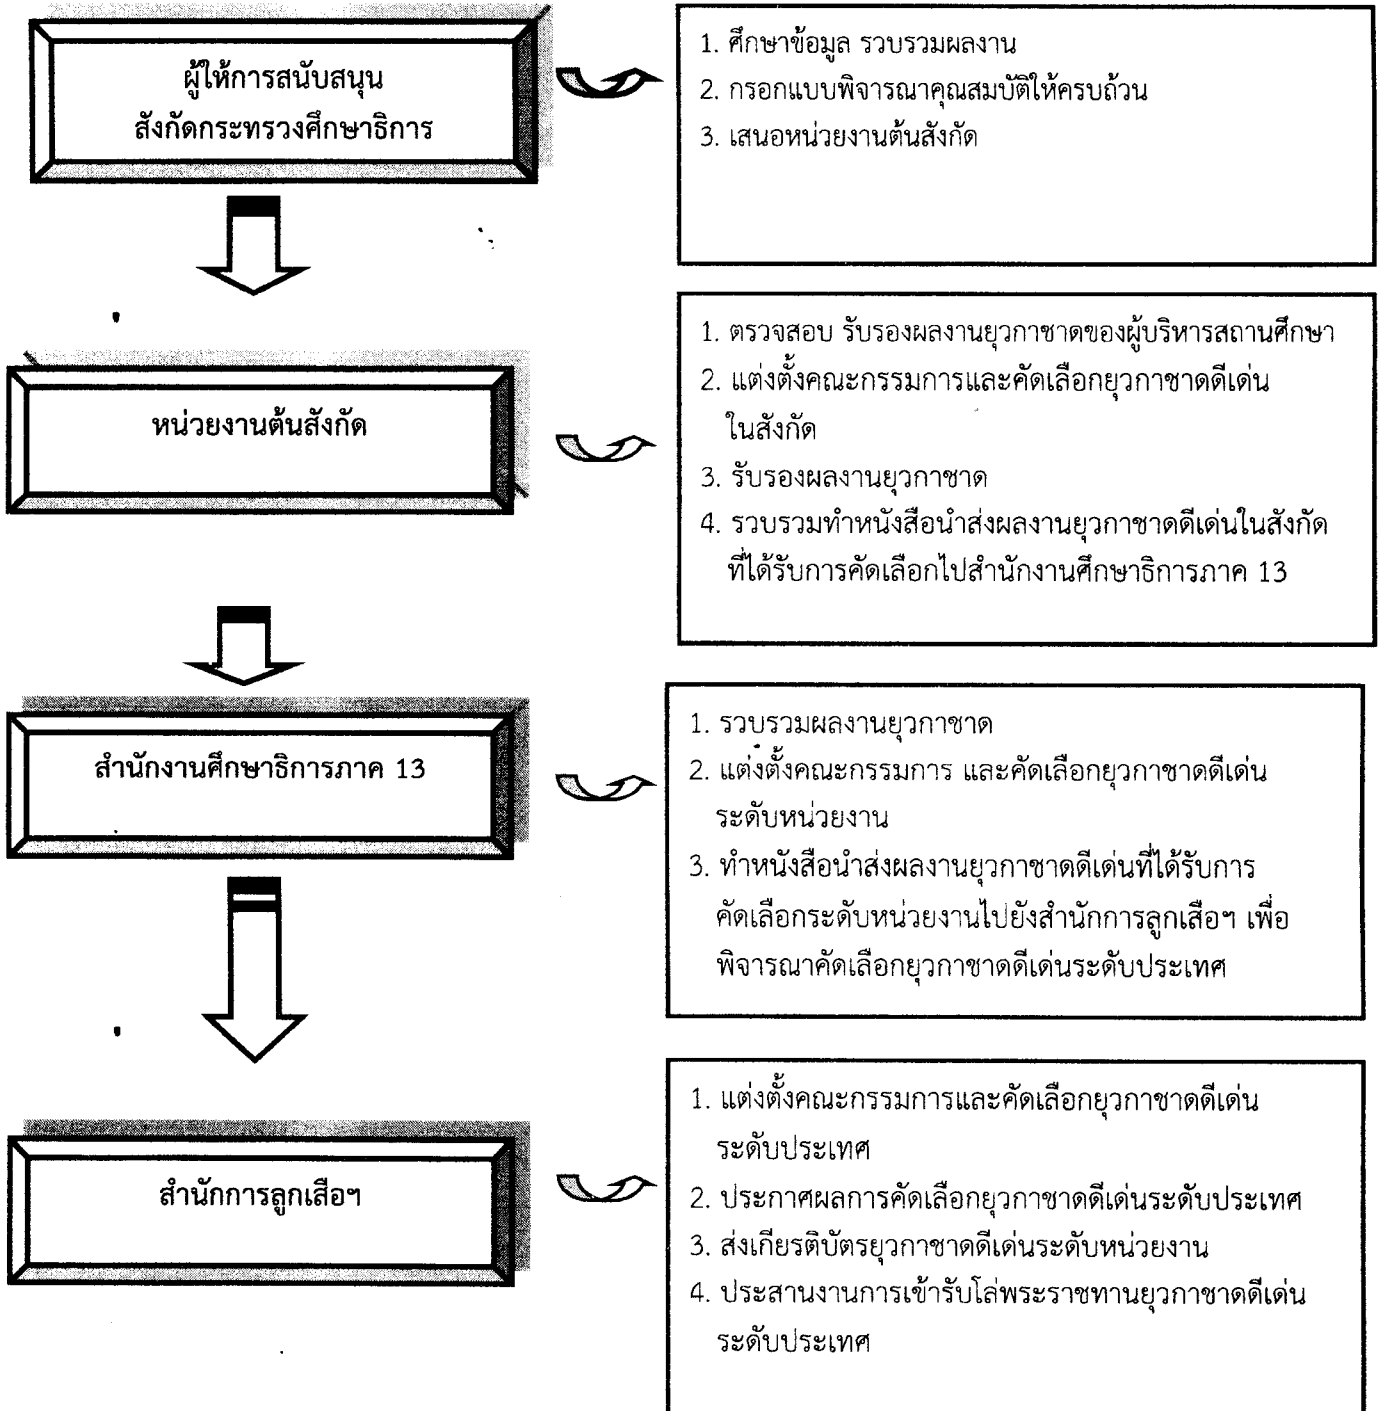 ผู้ให้การสนับสนุน
สังกัดกระทรวงศึกษาธิการ
1. ศึกษาข้อมูล รวบรวมผลงาน
2. กรอกแบบพิจารณาคุณสมบัติให้ครบถ้วน
3. เสนอหน่วยงานต้นสังกัด
หน่วยงานต้นสังกัด
1. ตรวจสอบ รับรองผลงานยุวกาชาดของผู้บริหารสถานศึกษา
2. แต่งตั้งคณะกรรมการและคัดเลือกยุวกาชาดดีเด่น
ในสังกัด
3. รับรองผลงานยุวกาชาด
4. รวบรวมทำหนังสือนำส่งผลงานยุวกาชาดดีเด่นในสังกัด
ที่ได้รับการคัดเลือกไปสำนักงานศึกษาธิการภาค 13
สำนักงานศึกษาธิการภาค 13
1. รวบรวมผลงานยุวกาชาด
2. แต่งตั้งคณะกรรมการ และคัดเลือกยุวกาชาดดีเด่น
ระดับหน่วยงาน
3. ทำหนังสือนำส่งผลงานยุวกาชาดดีเด่นที่ได้รับการ
คัดเลือกระดับหน่วยงานไปยังสำนักการลูกเสือฯ เพื่อ
พิจารณาคัดเลือกยุวกาชาดดีเด่นระดับประเทศ
สำนักการลูกเสือฯ
1. แต่งตั้งคณะกรรมการและคัดเลือกยุวกาชาดดีเด่น
ระดับประเทศ
2. ประกาศผลการคัดเลือกยุวกาชาดดีเด่นระดับประเทศ
3. ส่งเกียรติบัตรยุวกาชาดดีเด่นระดับหน่วยงาน
4. ประสานงานการเข้ารับโล่พระราชทานยุวกาชาดดีเด่น
ระดับประเทศ